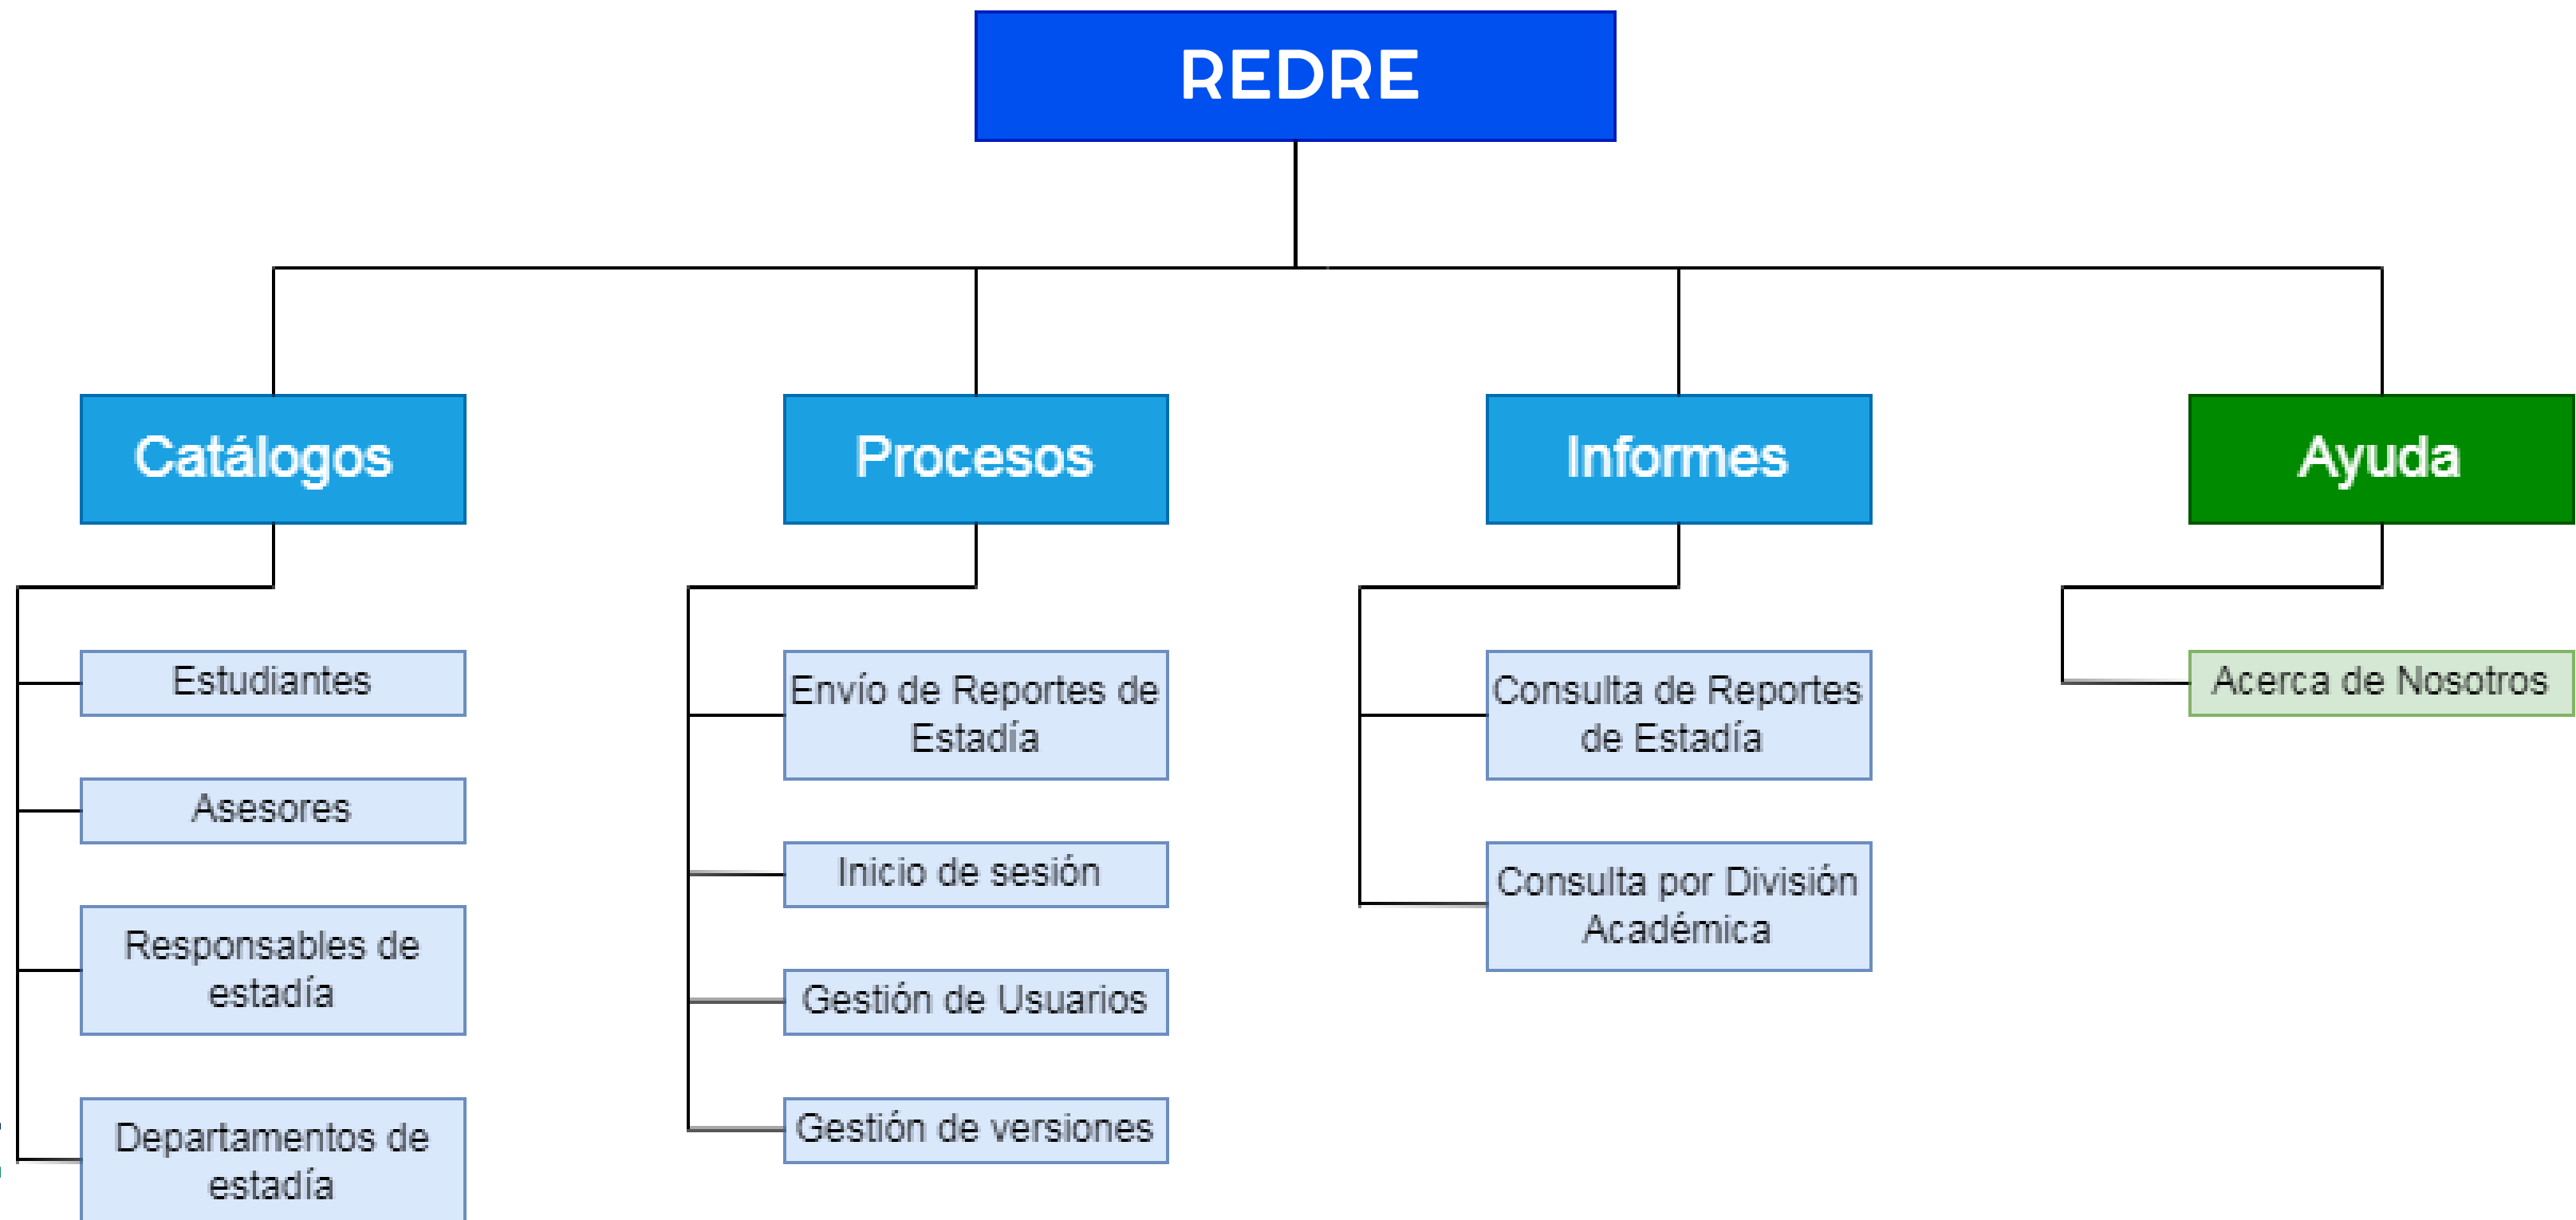 REDRE
Catálogos
Procesos
Informes
Ayuda
Estudiantes
Asesores
Responsables de
estadía
Departamentos de
estadía
Envío de Reportes de
Estadía
Inicio de sesión
Gestión de Usuarios
Gestión de versiones
Consulta de Reportes
de Estadía
Consulta por División
Académica
Acerca de Nosotros